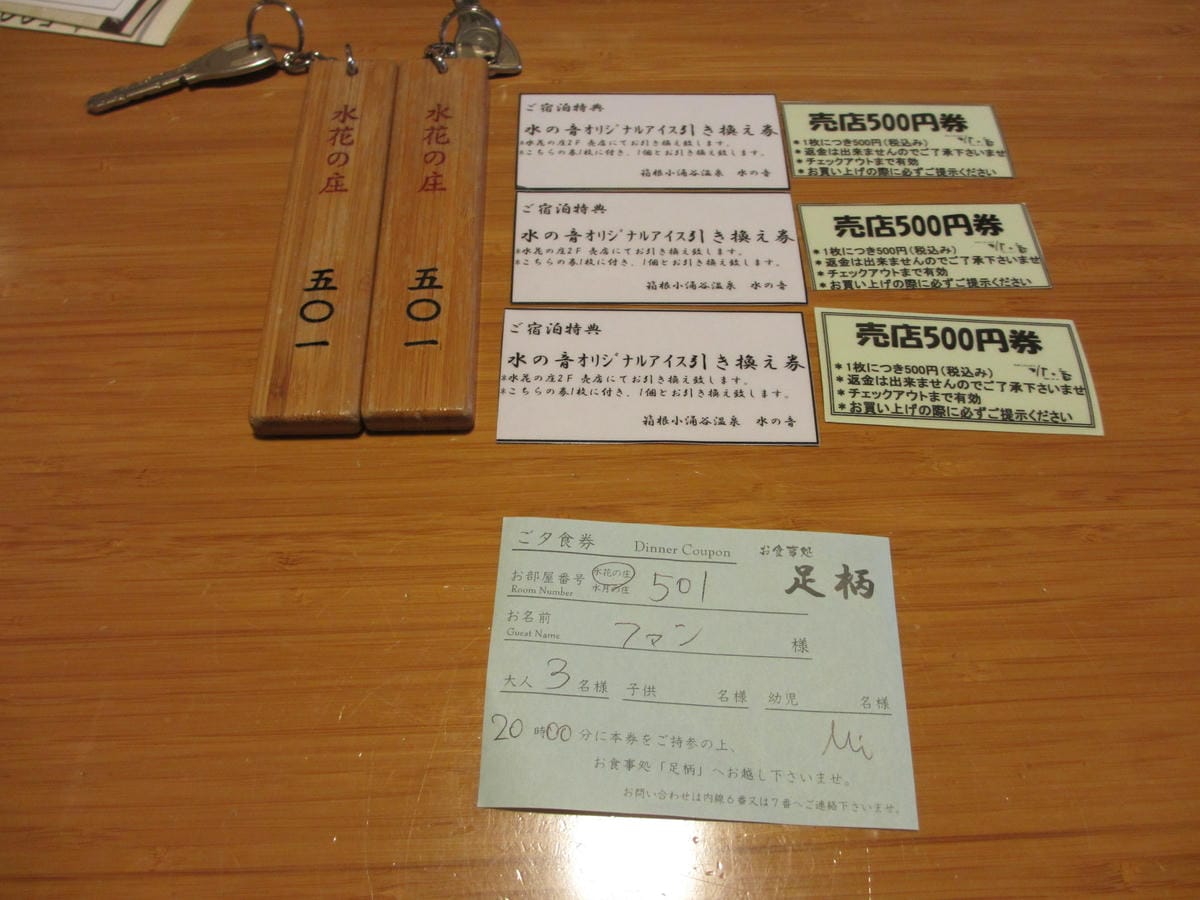 水花の庄
五〇一
水花の庄
五〇一
ご宿泊特典
水の音オリジナルアイス引き換え券
*水花の庄2F 売店にてお引き換え致します。
*こちらの券1枚に付き、1個とお引き換え致します。
箱根小涌谷温泉 水の音
売店500円券
*1枚につき500円(税込み)
*返金は出来ませんのでご了承下さいませ
*チェックアウトまで有効
*お買い上げの際に必ずご提示ください
ご宿泊特典
水の音オリジナルアイス引き換え券
*水花の庄2F 売店にてお引き換え致します。
*こちらの券1枚に付き、1個とお引き換え致します。
箱根小涌谷温泉 水の音
売店500円券
*1枚につき500円(税込み)
*返金は出来ませんのでご了承下さいませ
*チェックアウトまで有効
*お買い上げの際に必ずご提示ください
ご宿泊特典
水の音オリジナルアイス引き換え券
*水花の庄2F 売店にてお引き換え致します。
*こちらの券1枚に付き、1個とお引き換え致します。
箱根小涌谷温泉 水の音
売店500円券
*1枚につき500円(税込み)
*返金は出来ませんのでご了承下さいませ
*チェックアウトまで有効
*お買い上げの際に必ずご提示ください
ご夕食券 Dinner Coupon お食事処
足柄
お部屋番号 水花の庄 501
Room Number 水月の庄
お名前 ファン 様
Guest Name
大人 3 名様 子供 名様 幼児 名様
20時00分に本券をご持参の上、
お食事処「足柄」へお越し下さいませ。
お問い合わせは内線6番又は7番へご連絡下さいませ。